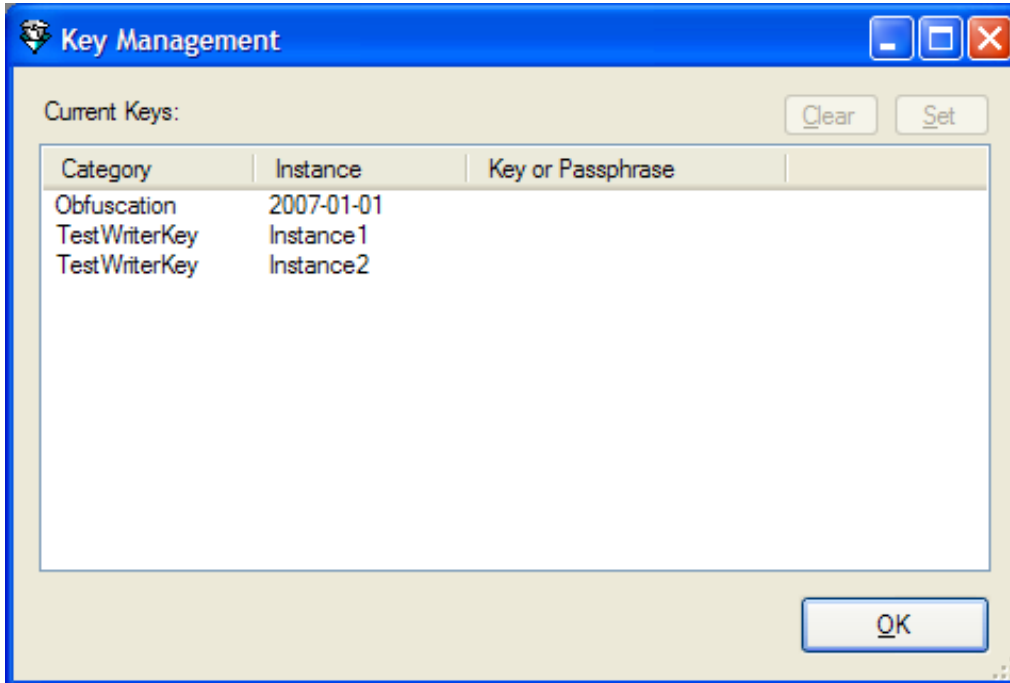 Key Management
Current Keys:
Clear
Set
Category Instance Key or Passphrase
Obfuscation 2007-01-01
TestWriterKey Instance1
TestWriterKey Instance2
OK